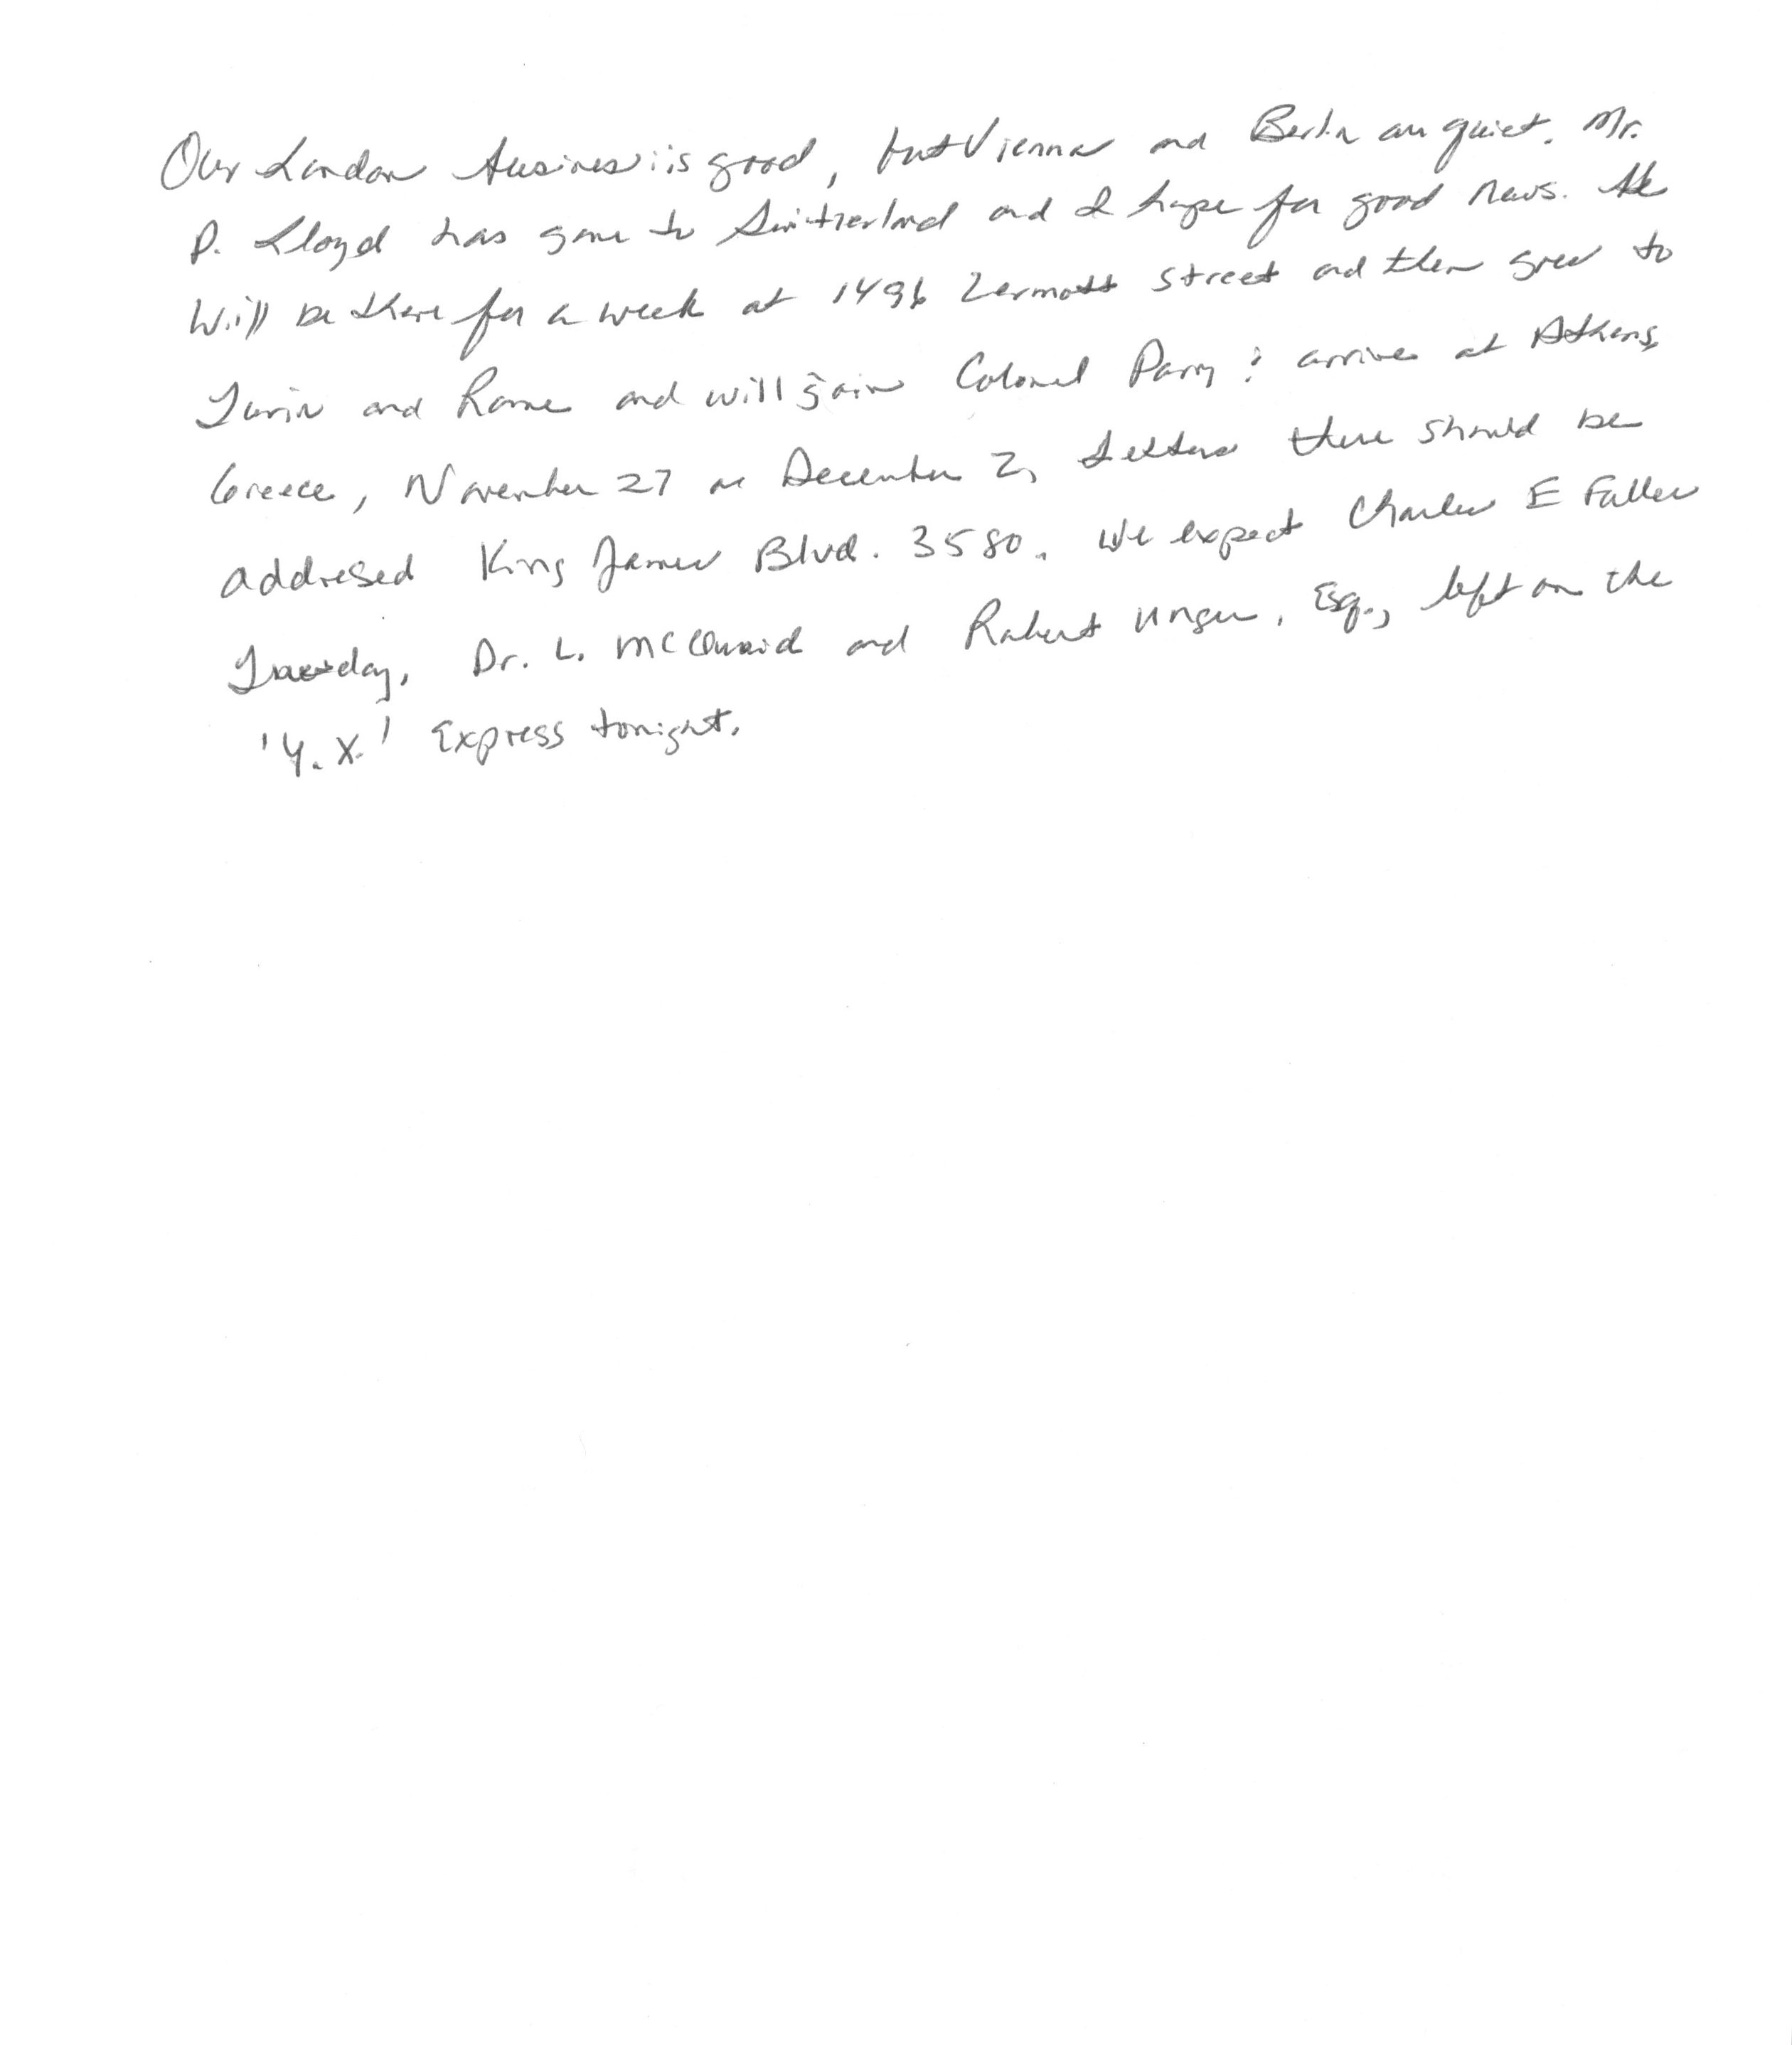 Our London business is good, but Vienna and Berlin are quiet. Mr.
D. Lloyd has gone to Switzerland and I hope for good news. He
will be there for a week at 1496 Zermott Street and then goes to
Turin and Rome and will join Colonel Parry & arrive at Athens,
Greece, November 27 or December 2, Letters there should be
addresed King James Blvd. 3580. We expect Charles E Fuller
Tuesday, Dr. L. McQuaid and Robert Unger, Esq., left on the
'Y. X.' Express tonight.